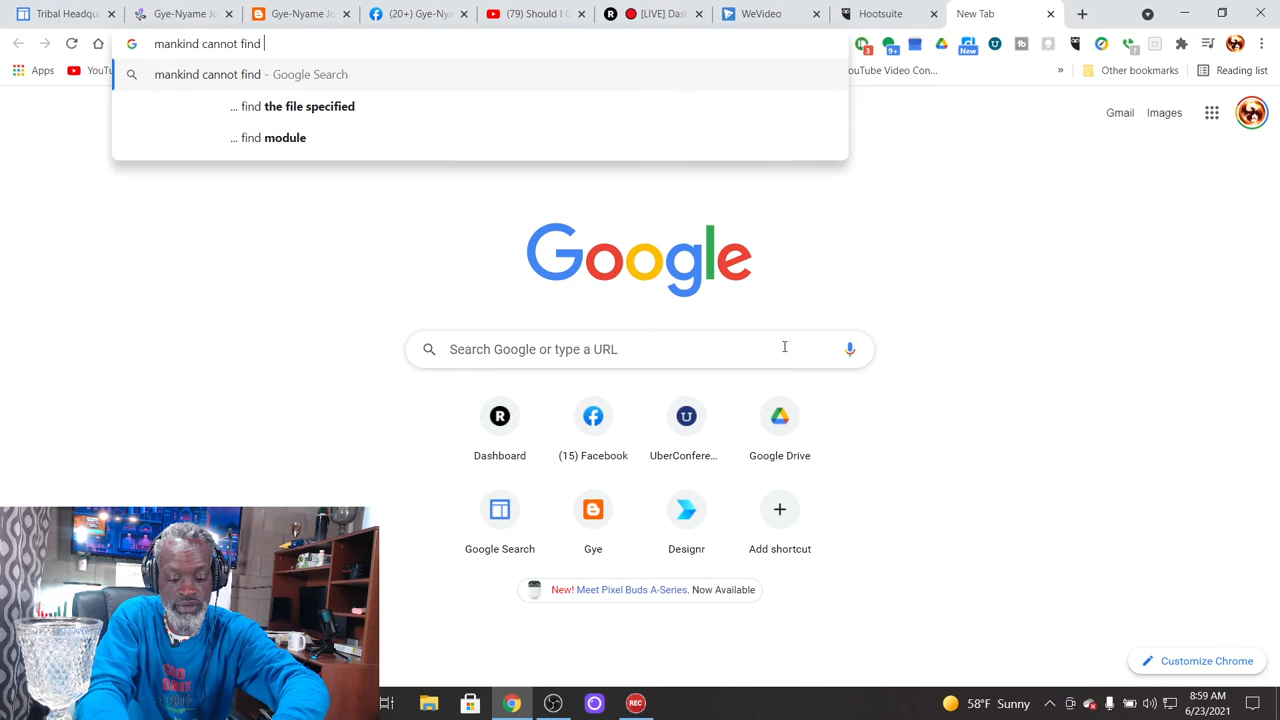 Tribal Headqu
Gye-Nyame Jo
Gye-Nyame Jo
(20+) Gye-Ny
(79) Should I
[LIVE] Das
WeVideo
Hootsuite
New Tab
mankind cannot find
Apps
YouTu
ouTube Video Con...
Other bookmarks
Reading list
mankind cannot find - Google Search
... find the file specified
... find module
3
9+
New
tb
?
Gmail
Images
Google
Search Google or type a URL
Dashboard
(15) Facebook
UberConfere...
Google Drive
Google Search
Gye
Designr
Add shortcut
New! Meet Pixel Buds A-Series. Now Available
Customize Chrome
REC
58°F Sunny
8:59 AM
6/23/2021